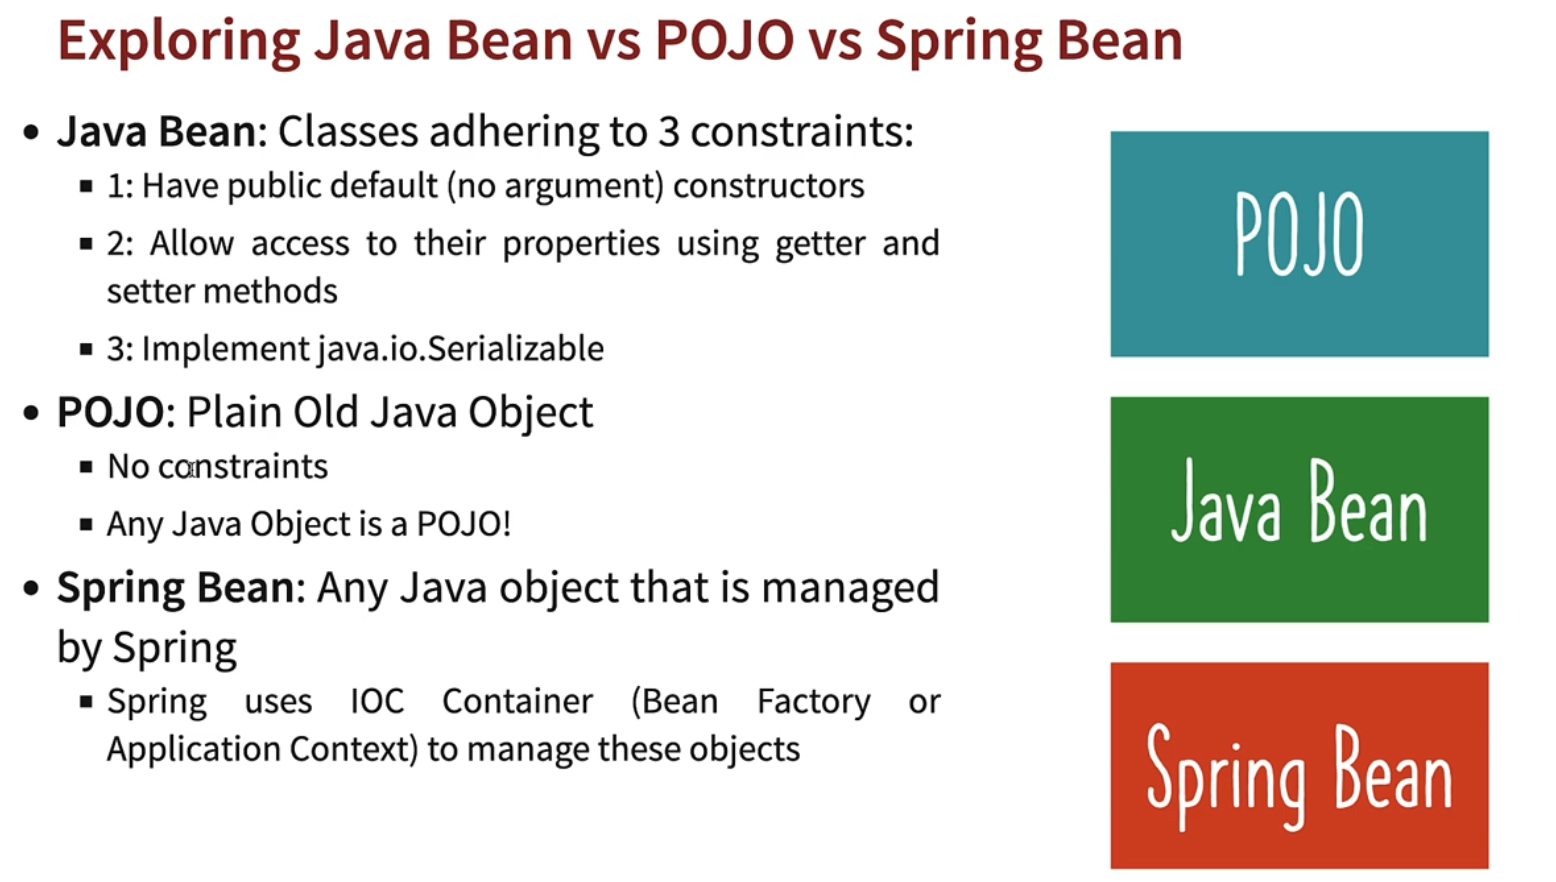 Exploring Java Bean vs POJO vs Spring Bean
• Java Bean: Classes adhering to 3 constraints:
▪ 1: Have public default (no argument) constructors
▪ 2: Allow access to their properties using getter and
setter methods
▪ 3: Implement java.io.Serializable
• POJO: Plain Old Java Object
▪ No constraints
▪ Any Java Object is a POJO!
• Spring Bean: Any Java object that is managed
by Spring
▪ Spring uses IOC Container (Bean Factory or
Application Context) to manage these objects
POJO
Java Bean
Spring Bean